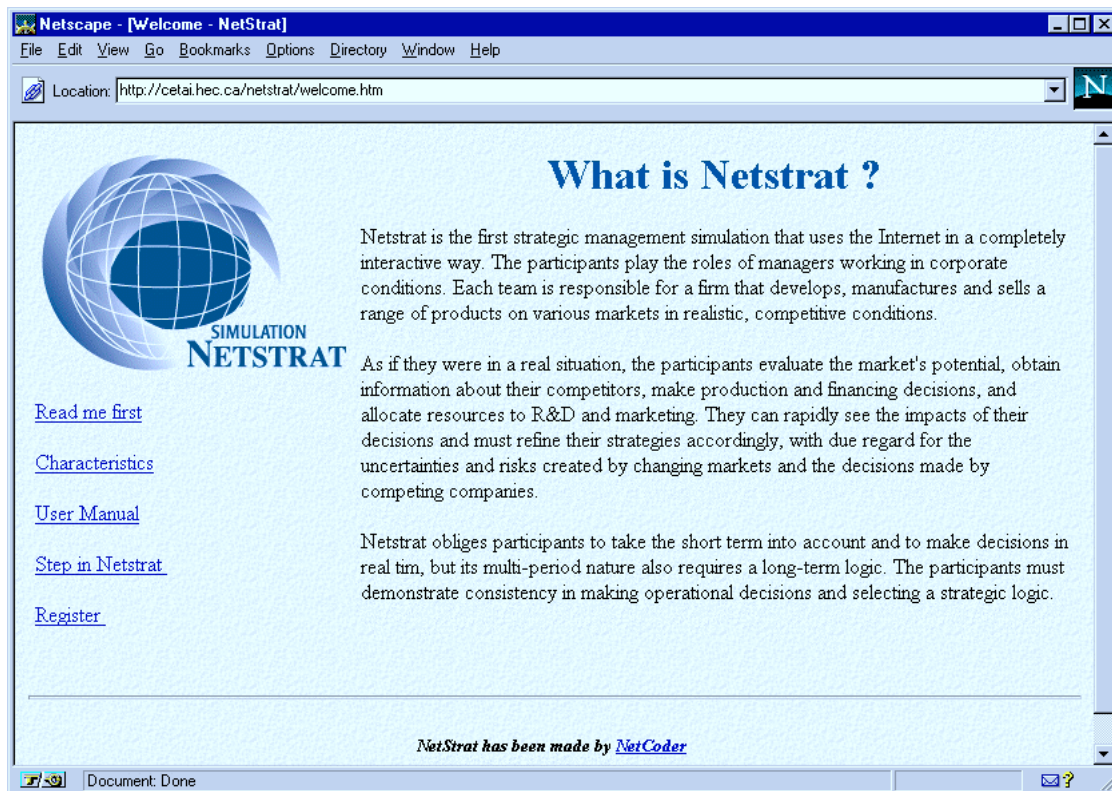 Netscape - [Welcome - NetStrat]
File Edit View Go Bookmarks Options Directory Window Help
Location: http://cetai.hec.ca/netstrat/welcome.htm
N
SIMULATION
NETSTRAT
Read me first
Characteristics
User Manual
Step in Netstrat
Register
What is Netstrat ?
Netstrat is the first strategic management simulation that uses the Internet in a completely
interactive way. The participants play the roles of managers working in corporate
conditions. Each team is responsible for a firm that develops, manufactures and sells a
range of products on various markets in realistic, competitive conditions.
As if they were in a real situation, the participants evaluate the market's potential, obtain
information about their competitors, make production and financing decisions, and
allocate resources to R&D and marketing. They can rapidly see the impacts of their
decisions and must refine their strategies accordingly, with due regard for the
uncertainties and risks created by changing markets and the decisions made by
competing companies.
Netstrat obliges participants to take the short term into account and to make decisions in
real tim, but its multi-period nature also requires a long-term logic. The participants must
demonstrate consistency in making operational decisions and selecting a strategic logic.
NetStrat has been made by NetCoder
Document: Done
?